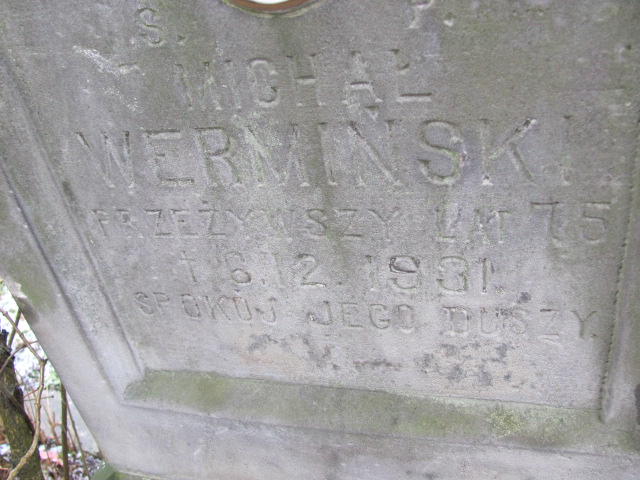 S. P.
MICHAŁ
WERMIŃSKI
PRZEŻYWSZY LAT 75
† 6.12.1931.
SPOKÓJ JEGO DUSZY.